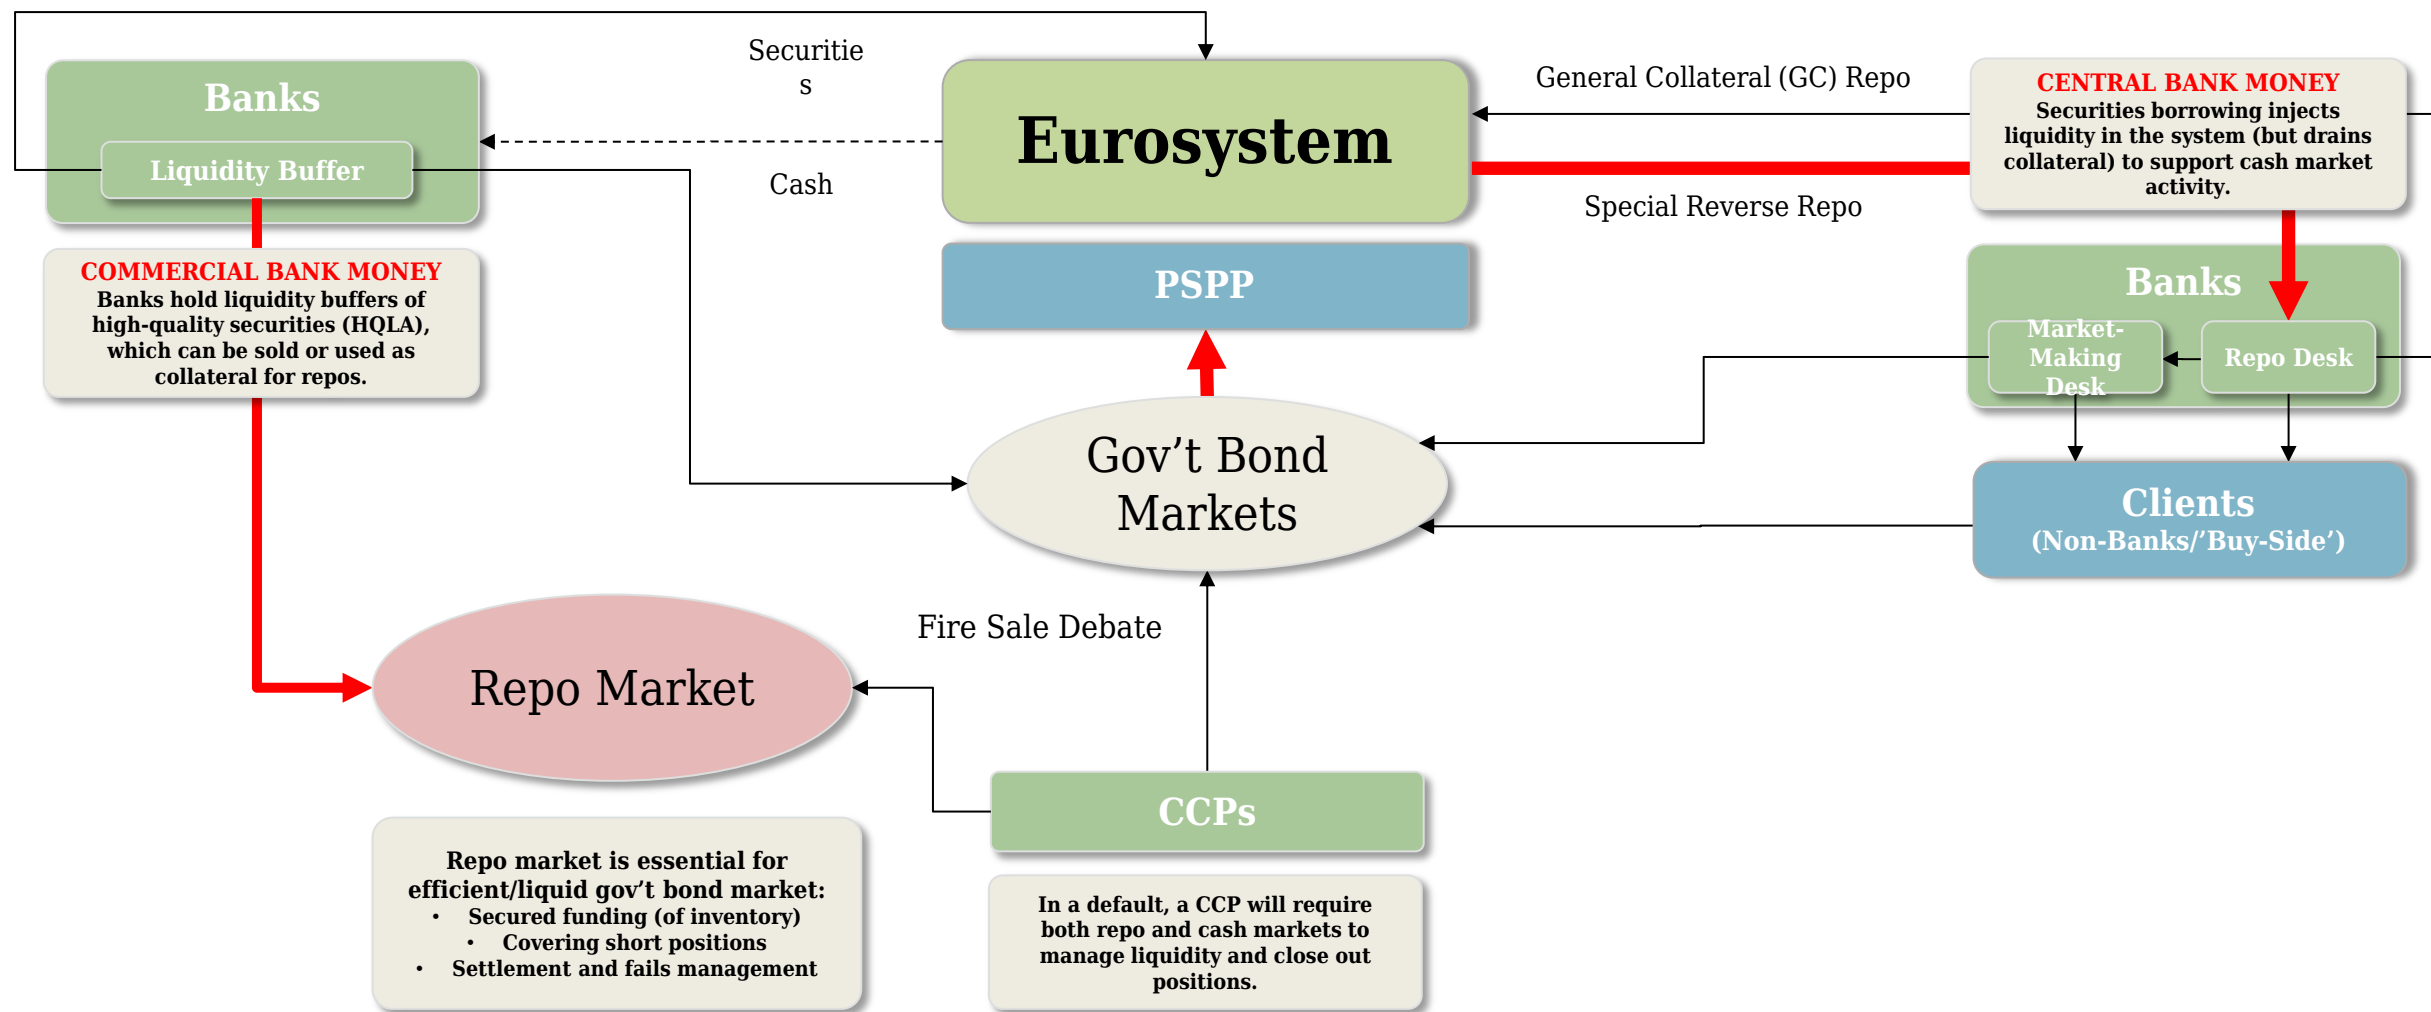 Securitie
s
Banks
Liquidity Buffer
Cash
Eurosystem
General Collateral (GC) Repo
Special Reverse Repo
CENTRAL BANK MONEY
Securities borrowing injects
liquidity in the system (but drains
collateral) to support cash market
activity.
COMMERCIAL BANK MONEY
Banks hold liquidity buffers of
high-quality securities (HQLA),
which can be sold or used as
collateral for repos.
PSPP
Banks
Market-
Making
Desk
Repo Desk
Gov’t Bond
Markets
Clients
(Non-Banks/’Buy-Side’)
Fire Sale Debate
Repo Market
CCPs
Repo market is essential for
efficient/liquid gov’t bond market:
• Secured funding (of inventory)
• Covering short positions
• Settlement and fails management
In a default, a CCP will require
both repo and cash markets to
manage liquidity and close out
positions.